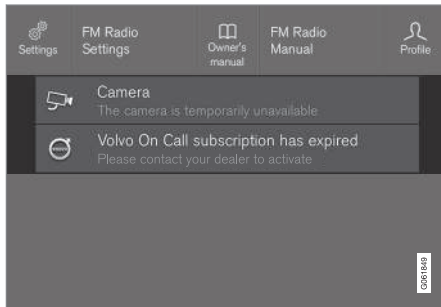 Settings
FM Radio
Settings
Owner's
manual
FM Radio
Manual
Profile
Camera
The camera is temporarily unavailable
Volvo On Call subscription has expired
Please contact your dealer to activate
G061849